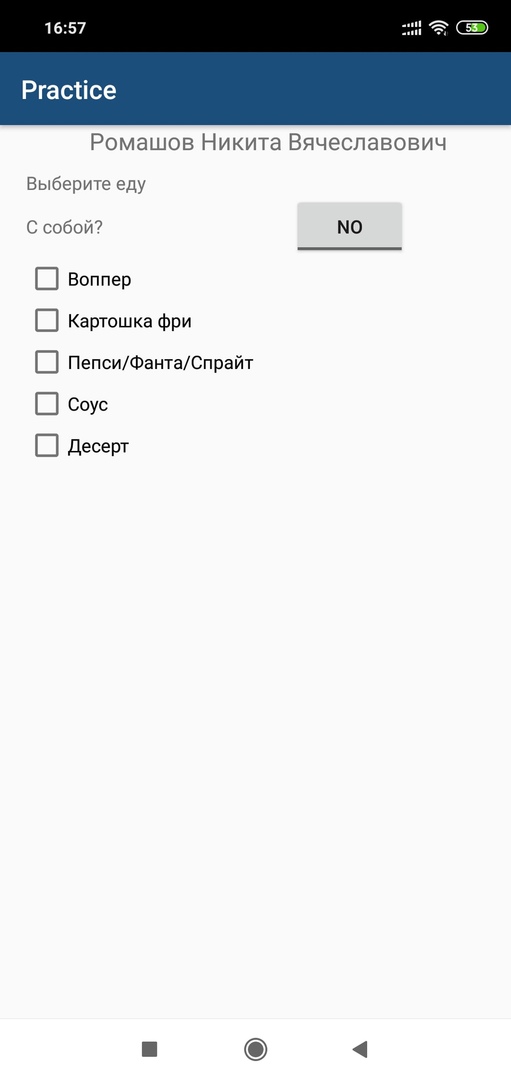 16:57
53
Practice
Ромашов Никита Вячеславович
Выберите еду
С собой?
NO
Воппер
Картошка фри
Пепси/Фанта/Спрайт
Соус
Десерт